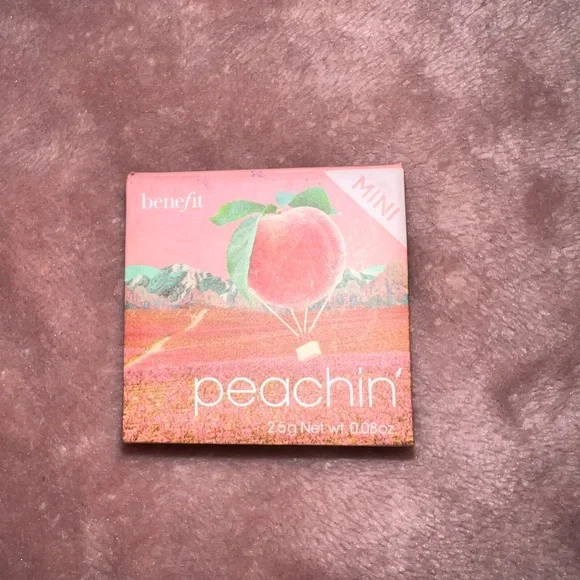 benefit
MINI
peachin'
2.5g Net wt. 0.08oz